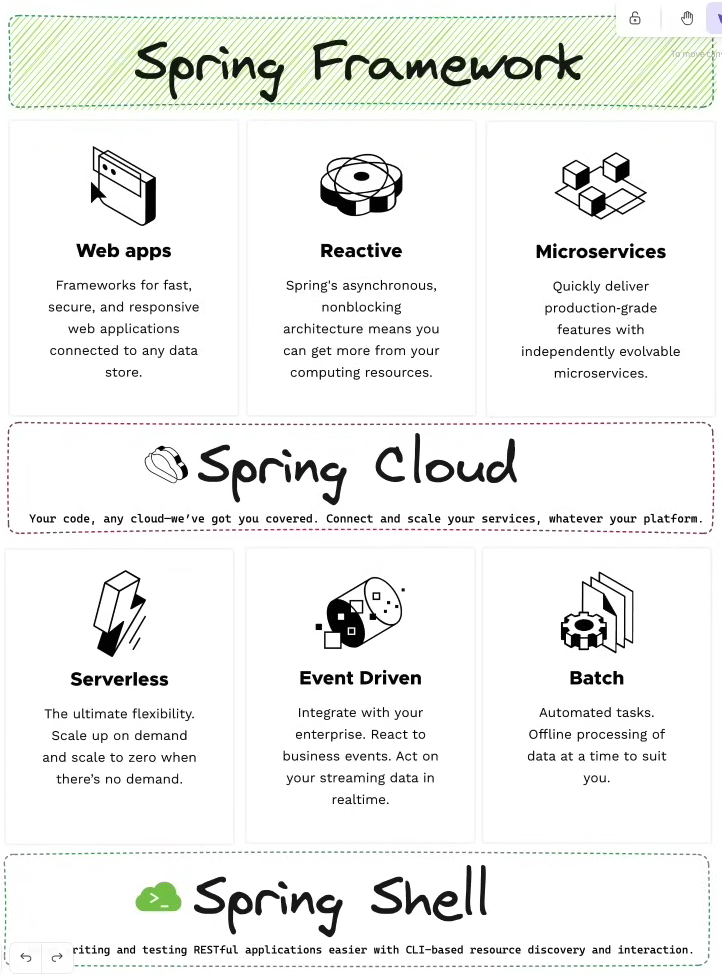 Spring Framework
To move
Web apps
Frameworks for fast,
secure, and responsive
web applications
connected to any data
store.
Reactive
Spring's asynchronous,
nonblocking
architecture means you
can get more from your
computing resources.
Microservices
Quickly deliver
production-grade
features with
independently evolvable
microservices.
Spring Cloud
Your code, any cloud—we've got you covered. Connect and scale your services, whatever your platform.
Serverless
The ultimate flexibility.
Scale up on demand
and scale to zero when
there's no demand.
Event Driven
Integrate with your
enterprise. React to
business events. Act on
your streaming data in
realtime.
Batch
Automated tasks.
Offline processing of
data at a time to suit
you.
Spring Shell
riting and testing RESTful applications easier with CLI-based resource discovery and interaction.